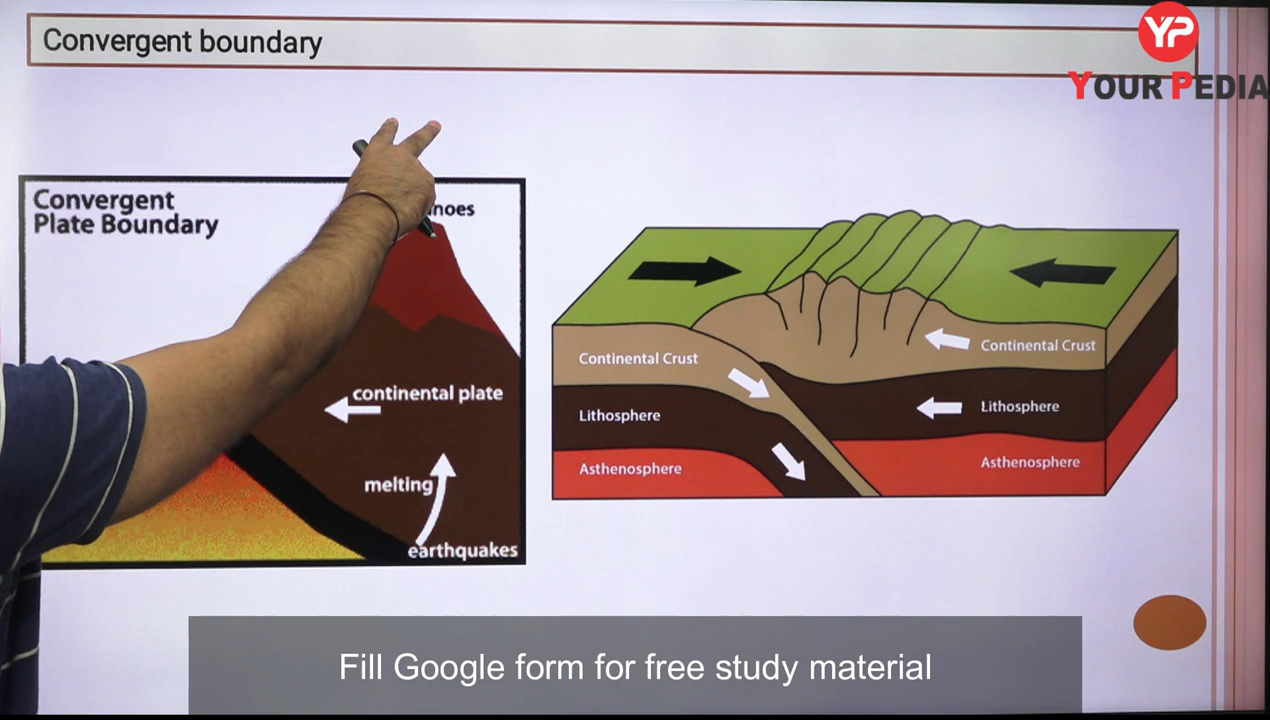 Convergent boundary
YP
YOUR PEDIA
Convergent
Plate Boundary
continental plate
melting
earthquakes
Continental Crust
Lithosphere
Asthenosphere
Continental Crust
Lithosphere
Asthenosphere
Fill Google form for free study material